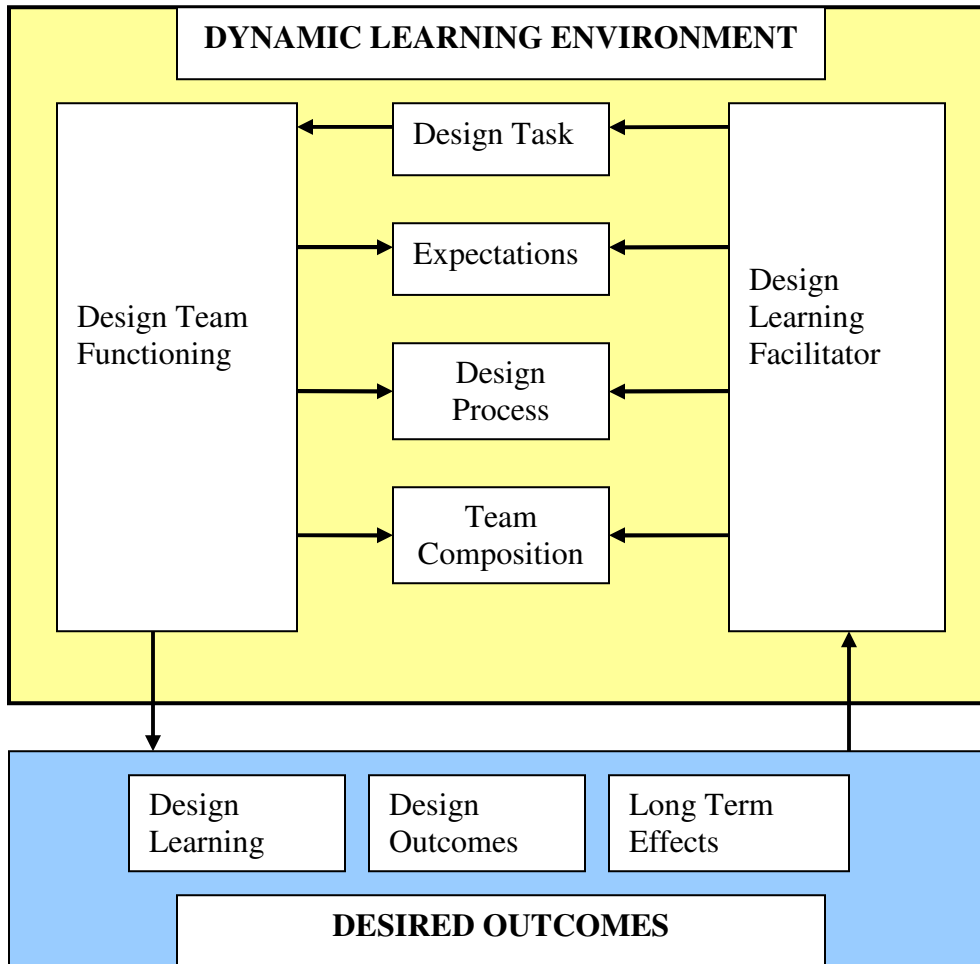 DYNAMIC LEARNING ENVIRONMENT
Design Task
Expectations
Design Team
Functioning
Design
Learning
Facilitator
Design
Process
Team
Composition
Design
Learning
Design
Outcomes
Long Term
Effects
DESIRED OUTCOMES